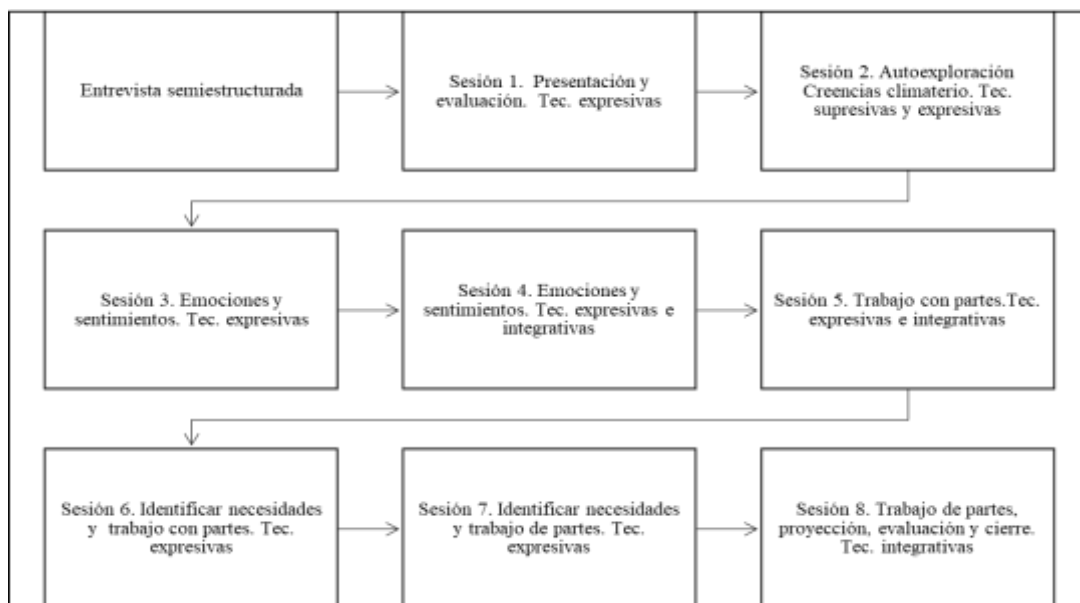 Entrevista semiestructurada
Sesión 1. Presentación y
evaluación. Tec. expresivas
Sesión 2. Autoexploración
Creencias climaterio. Tec.
supresivas y expresivas
Sesión 3. Emociones y
sentimientos. Tec. expresivas
Sesión 4. Emociones y
sentimientos. Tec. expresivas e
integrativas
Sesión 5. Trabajo con partes.Tec.
expresivas e integrativas
Sesión 6. Identificar necesidades
y trabajo con partes. Tec.
expresivas
Sesión 7. Identificar necesidades
y trabajo de partes. Tec.
expresivas
Sesión 8. Trabajo de partes,
proyección, evaluación y cierre.
Tec. integrativas